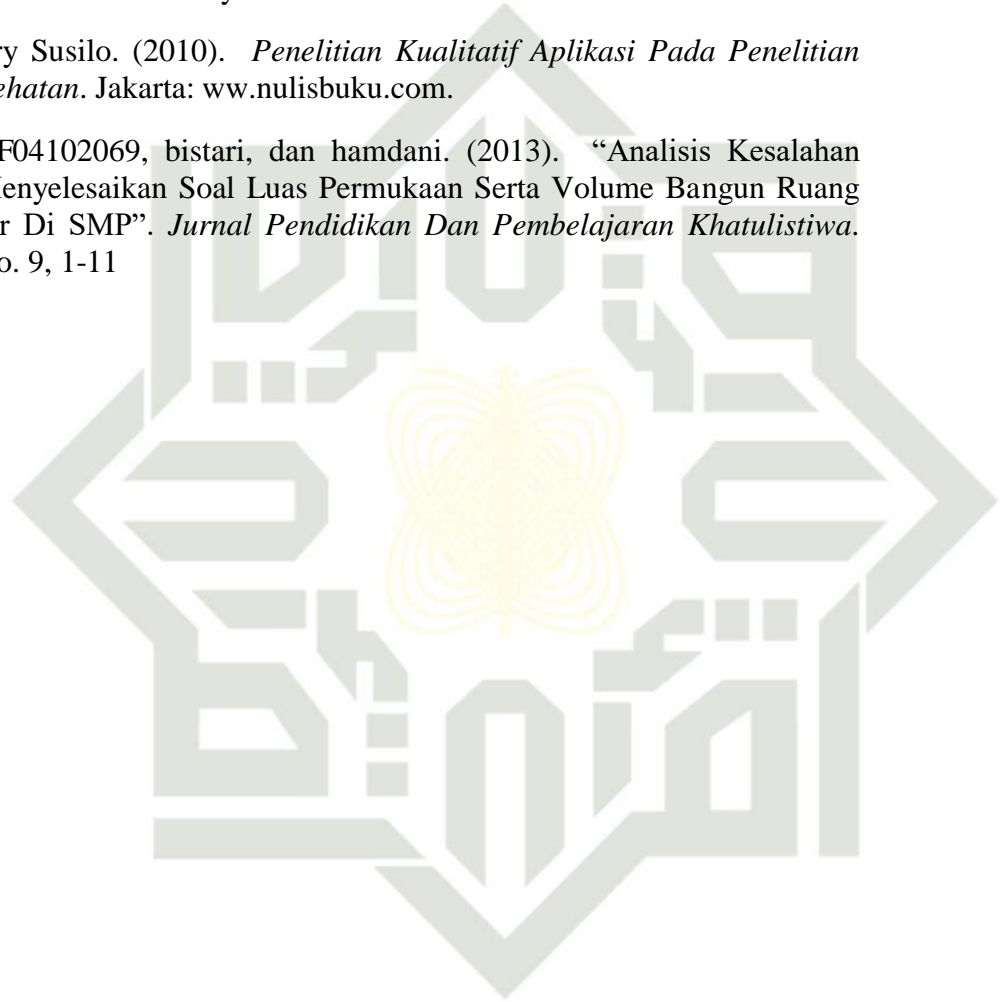 ry Susilo. (2010). Penelitian Kualitatif Aplikasi Pada Penelitian
ehatan. Jakarta: ww.nulisbuku.com.
F04102069, bistari, dan hamdani. (2013). “Analisis Kesalahan
Menyelesaikan Soal Luas Permukaan Serta Volume Bangun Ruang
r Di SMP”. Jurnal Pendidikan Dan Pembelajaran Khatulistiwa.
o. 9, 1-11